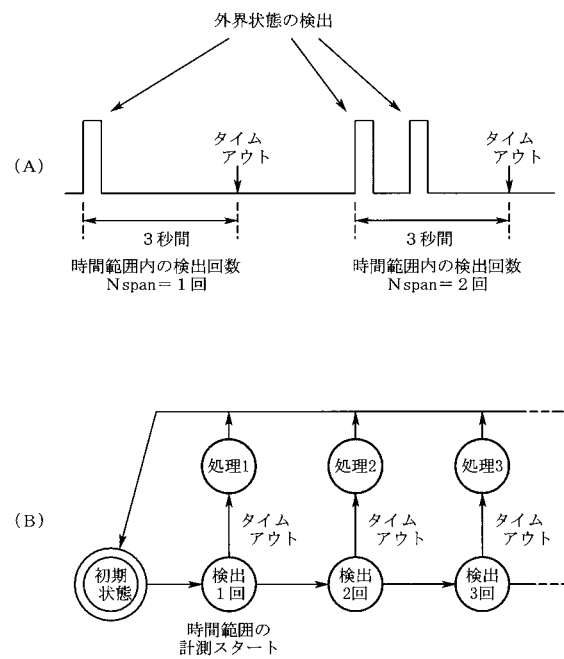 外界状態の検出
(A)
タイム
アウト
タイム
アウト
3秒間
3秒間
時間範囲内の検出回数
Nspan=1回
時間範囲内の検出回数
Nspan=2回
(B)
処理1
処理2
処理3
タイム
アウト
タイム
アウト
タイム
アウト
初期
状態
検出
1回
検出
2回
検出
3回
時間範囲の
計測スタート